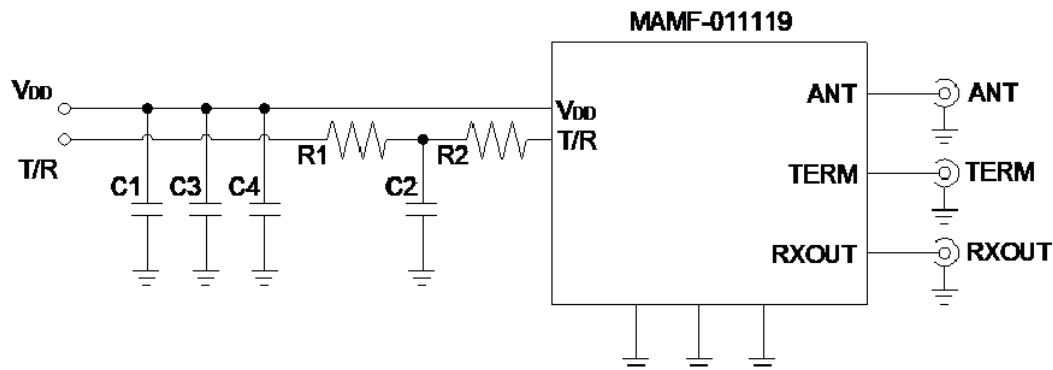 MAMF-011119
VDD
T/R
C1
C3
C4
R1
R2
C2
VDD
T/R
ANT
TERM
RXOUT
ANT
TERM
RXOUT